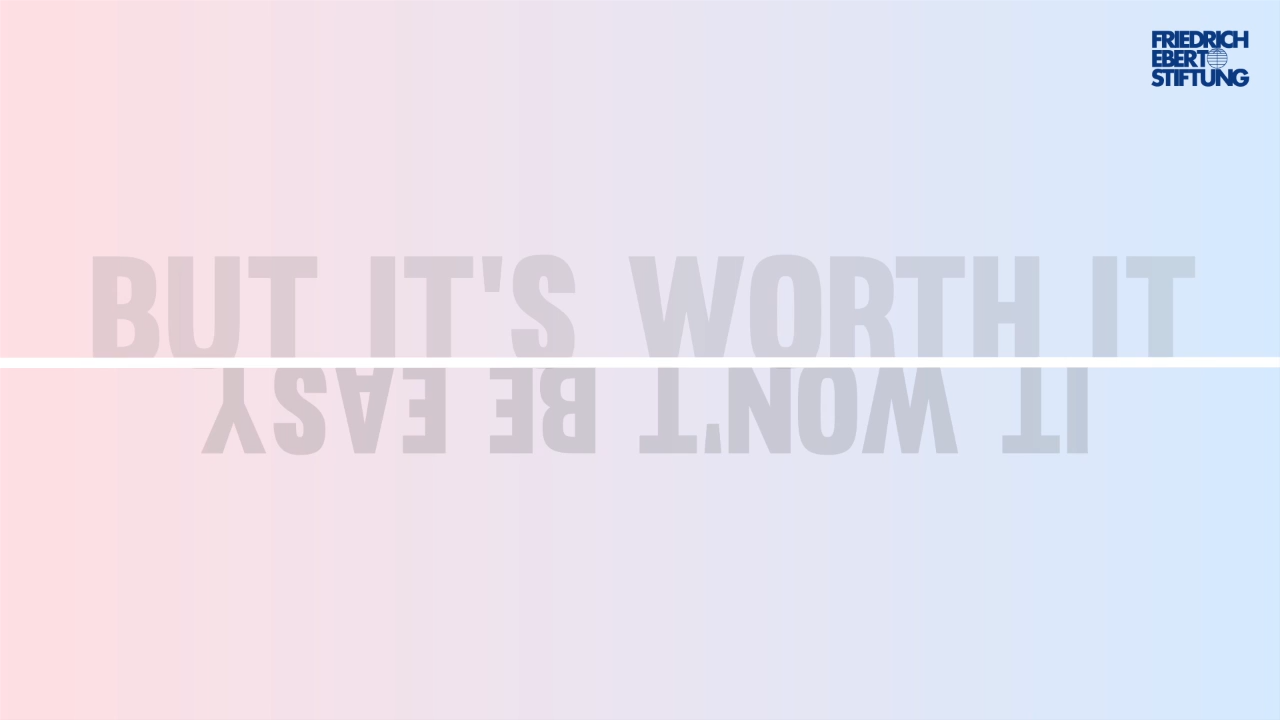 FRIEDRICH
EBERT
STIFTUNG
BUT IT'S WORTH IT
IT WON'T BE EASY